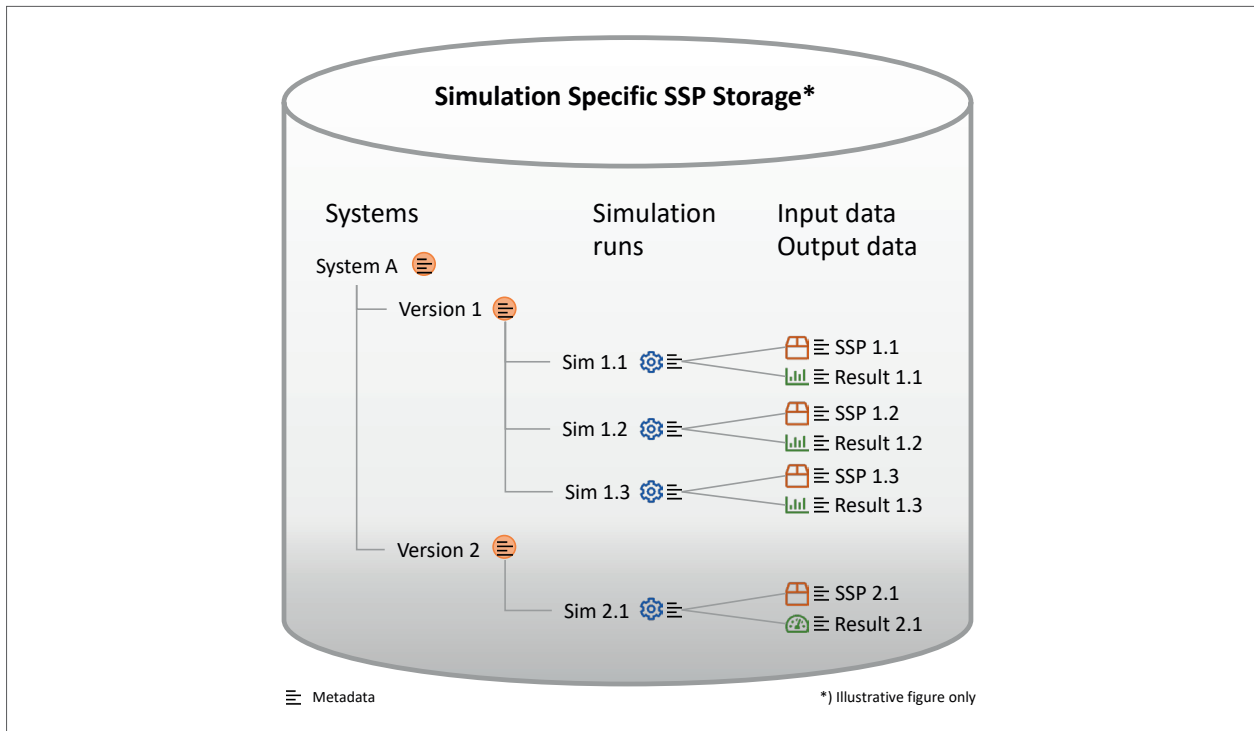 Simulation Specific SSP Storage*
Systems
Simulation
runs
Input data
Output data
System A
Version 1
Sim 1.1
SSP 1.1
Result 1.1
Sim 1.2
SSP 1.2
Result 1.2
Sim 1.3
SSP 1.3
Result 1.3
Version 2
Sim 2.1
SSP 2.1
Result 2.1
Metadata
*) Illustrative figure only